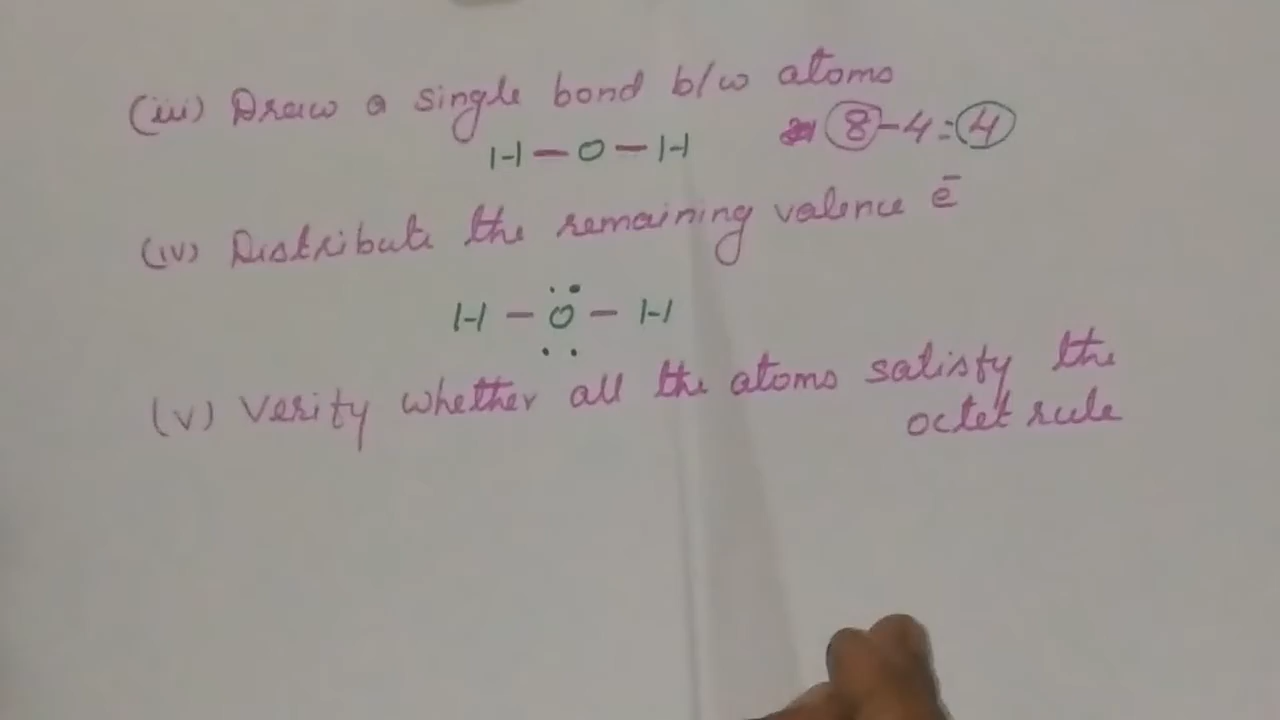 (iii) Draw a single bond b/w atoms
H – O – H 8 - 4 = 4
(iv) Distribute the remaining valence ē
H – O – H
(v) Verity whether all the atoms satisfy the
octet rule